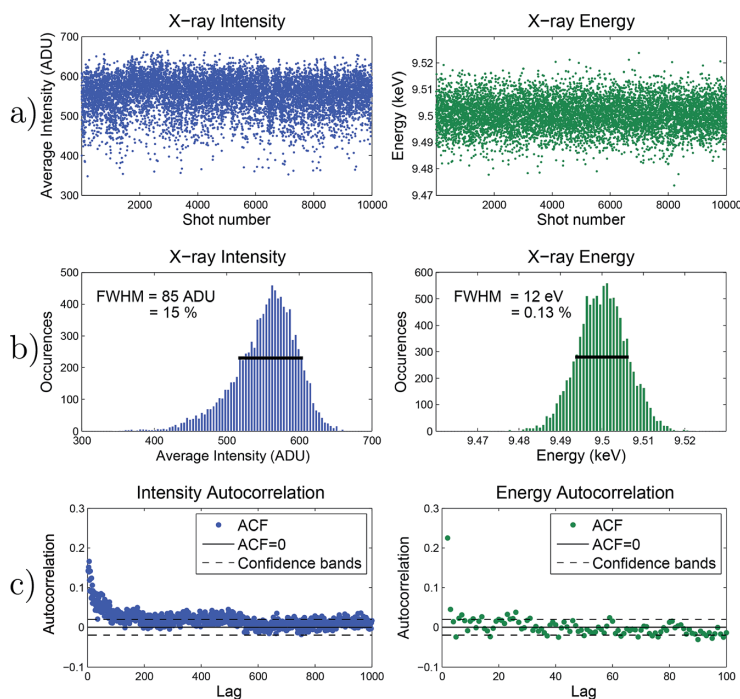 X-ray Intensity
X-ray Energy
a)
Average Intensity (ADU)
700
600
500
400
300
2000 4000 6000 8000 10000
Shot number
Energy (keV)
9.52
9.51
9.5
9.49
9.48
9.47
2000 4000 6000 8000 10000
Shot number
X-ray Intensity
X-ray Energy
b)
Occurences
500
400
300
200
100
0
FWHM = 85 ADU
= 15 %
300 400 500 600 700
Average Intensity (ADU)
Occurences
600
500
400
300
200
100
0
FWHM = 12 eV
= 0.13 %
9.47 9.48 9.49 9.5 9.51 9.52
Energy (keV)
Intensity Autocorrelation
Energy Autocorrelation
c)
Autocorrelation
0.3
0.2
0.1
0
-0.1
ACF
ACF=0
Confidence bands
0 200 400 600 800 1000
Lag
Autocorrelation
0.3
0.2
0.1
0
-0.1
ACF
ACF=0
Confidence bands
0 20 40 60 80 100
Lag